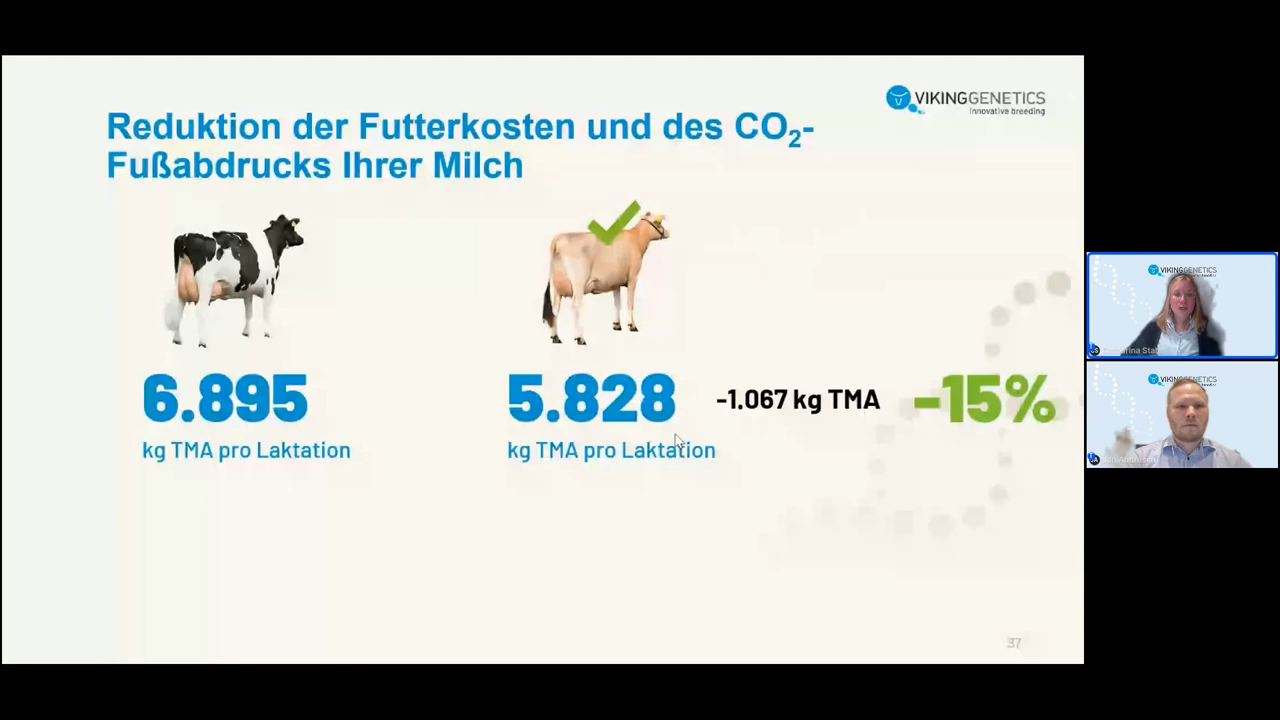 VIKINGGENETICS
innovative breeding
Reduktion der Futterkosten und des CO₂-
Fußabdrucks Ihrer Milch
6.895
kg TMA pro Laktation
5.828
kg TMA pro Laktation
-1.067 kg TMA
-15%
37
VIKINGGENETICS
VIKINGGENETICS